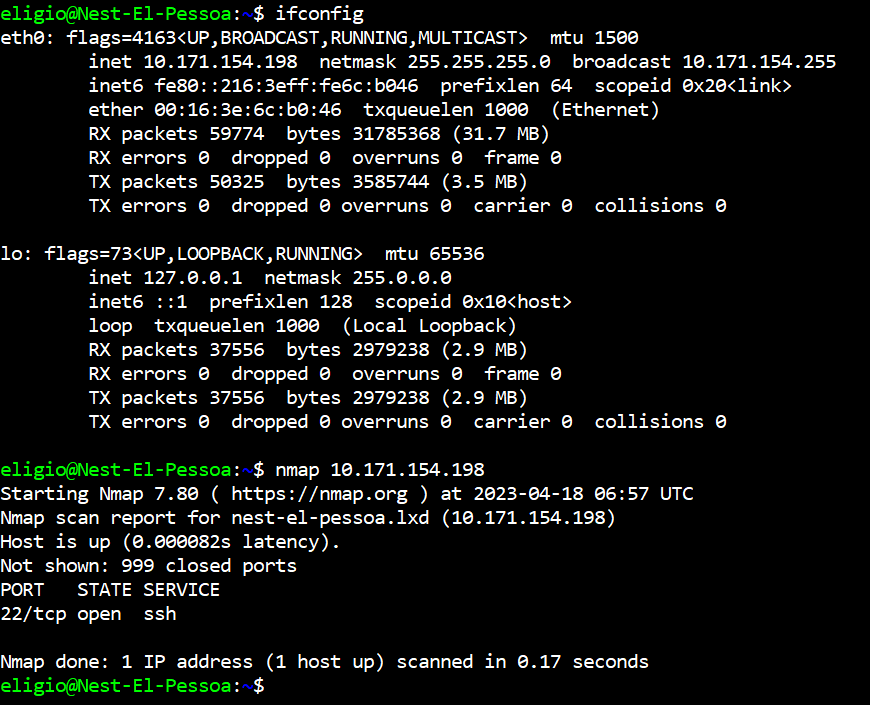 eligio@Nest-El-Pessoa:~$ ifconfig
eth0: flags=4163<UP,BROADCAST,RUNNING,MULTICAST>  mtu 1500
        inet 10.171.154.198  netmask 255.255.255.0  broadcast 10.171.154.255
        inet6 fe80::216:3eff:fe6c:b046  prefixlen 64  scopeid 0x20<link>
        ether 00:16:3e:6c:b0:46  txqueuelen 1000  (Ethernet)
        RX packets 59774  bytes 31785368 (31.7 MB)
        RX errors 0  dropped 0  overruns 0  frame 0
        TX packets 50325  bytes 3585744 (3.5 MB)
        TX errors 0  dropped 0 overruns 0  carrier 0  collisions 0

lo: flags=73<UP,LOOPBACK,RUNNING>  mtu 65536
        inet 127.0.0.1  netmask 255.0.0.0
        inet6 ::1  prefixlen 128  scopeid 0x10<host>
        loop  txqueuelen 1000  (Local Loopback)
        RX packets 37556  bytes 2979238 (2.9 MB)
        RX errors 0  dropped 0  overruns 0  frame 0
        TX packets 37556  bytes 2979238 (2.9 MB)
        TX errors 0  dropped 0 overruns 0  carrier 0  collisions 0

eligio@Nest-El-Pessoa:~$ nmap 10.171.154.198
Starting Nmap 7.80 ( https://nmap.org ) at 2023-04-18 06:57 UTC
Nmap scan report for nest-el-pessoa.lxd (10.171.154.198)
Host is up (0.000082s latency).
Not shown: 999 closed ports
PORT   STATE SERVICE
22/tcp open  ssh

Nmap done: 1 IP address (1 host up) scanned in 0.17 seconds
eligio@Nest-El-Pessoa:~$